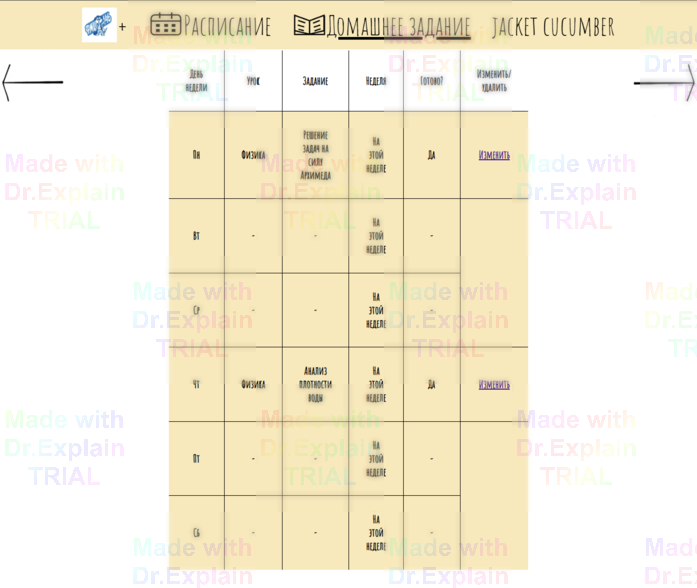 + Расписание Домашнее задание JACKET CUCUMBER
День недели Урок Задание Неделя Готово? Изменить/удалить
Пн Физика Решение задач на силу Архимеда На этой неделе Да Изменить
Вт - - На этой неделе -
Ср - - На этой неделе -
Чт Физика Анализ плотности воды На этой неделе Да Изменить
Пт - - На этой неделе -
Сб - - На этой неделе -
Made with
Dr.Explain
TRIAL